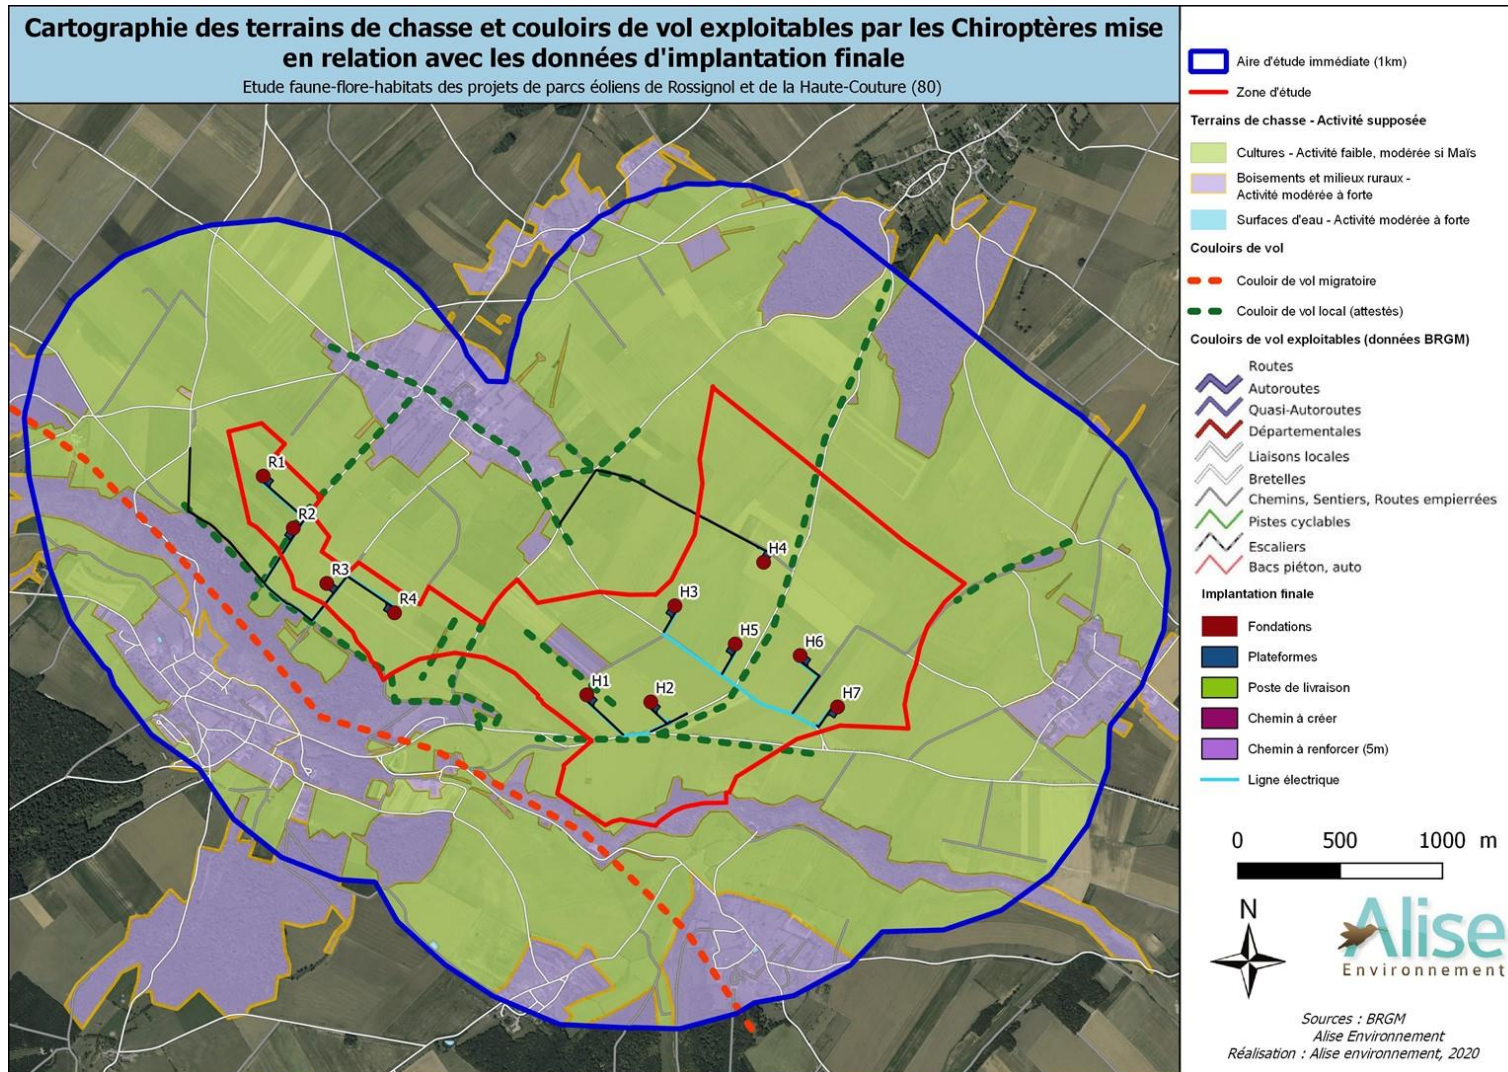 Cartographie des terrains de chasse et couloirs de vol exploitables par les Chiroptères mise
en relation avec les données d'implantation finale
Etude faune-flore-habitats des projets de parcs éoliens de Rossignol et de la Haute-Couture (80)
R1
R2
R3
R4
H4
H3
H5
H6
H1
H2
H7
Aire d'étude immédiate (1km)
Zone d'étude
Terrains de chasse - Activité supposée
Cultures - Activité faible, modérée si Maïs
Boisements et milieux ruraux -
Activité modérée à forte
Surfaces d'eau - Activité modérée à forte
Couloirs de vol
Couloir de vol migratoire
Couloir de vol local (attestés)
Couloirs de vol exploitables (données BRGM)
Routes
Autoroutes
Quasi-Autoroutes
Départementales
Liaisons locales
Bretelles
Chemins, Sentiers, Routes empierrées
Pistes cyclables
Escaliers
Bacs piéton, auto
Implantation finale
Fondations
Plateformes
Poste de livraison
Chemin à créer
Chemin à renforcer (5m)
Ligne électrique
0 500 1000 m
N
Alise
Environnement
Sources : BRGM
Alise Environnement
Réalisation : Alise environnement, 2020